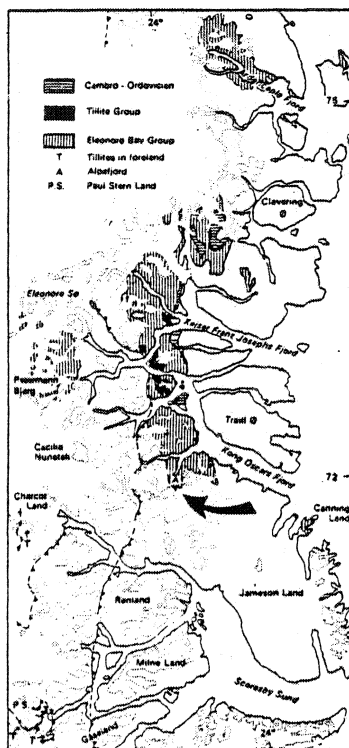 24°
Cambro - Ordovician
Tillite Group
Eleonore Bay Group
T Tillites in foreland
A Alpefjord
P.S. Paul Stern Land
75
Clavering
Ø
Eleonore Sø
Kejser Franz Josephs Fjord
Bjerg
Traill Ø
Kong Oscars Fjord
Cecilia
Nunatak
72
A
Charcot
Land
T
Canning
Land
Jameson Land
Renland
Milne Land
Scoresby Sund
P.S.
T
Gåseland
24°